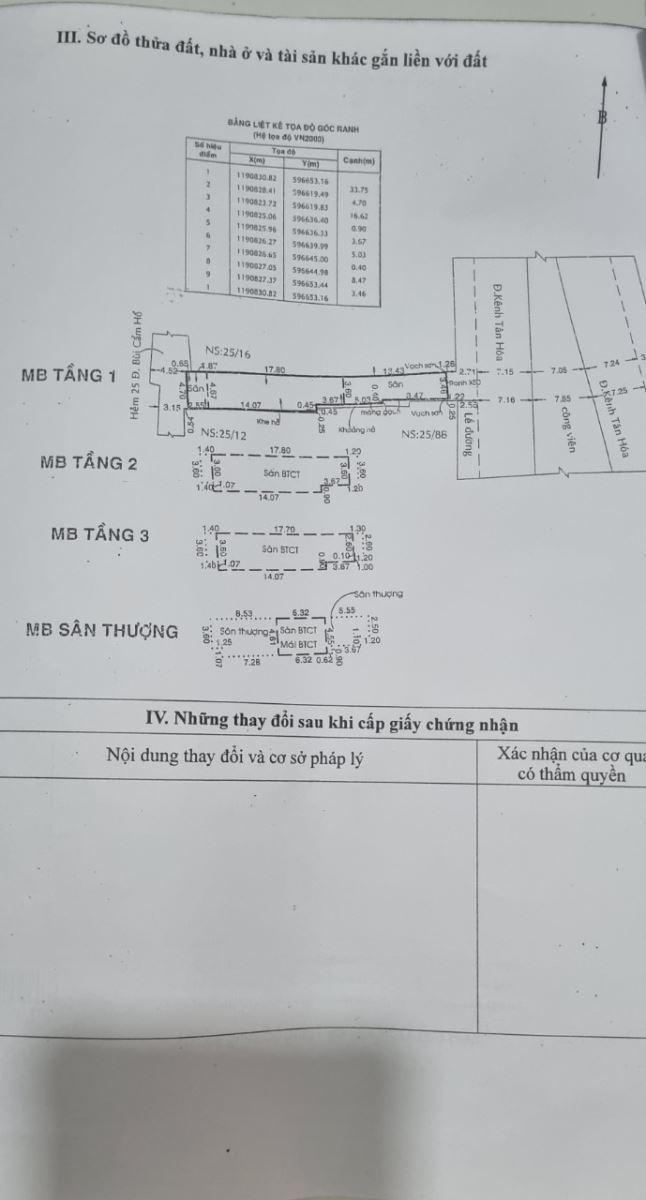 III. Sơ đồ thửa đất, nhà ở và tài sản khác gắn liền với đất
B
BẢNG LIỆT KÊ TỌA ĐỘ GÓC RANH
(Hệ tọa độ VN2000)
Số hiệu điểm Tọa độ Cạnh(m)
X(m) Y(m)
1 1190830.82 596653.16
33.75
2 1190828.41 596619.49
4.70
3 1190823.72 596619.83
16.62
4 1190825.06 596636.40
0.90
5 1190825.96 596636.33
3.67
6 1190826.27 596639.99
5.03
7 1190826.65 596645.00
0.40
8 1190827.05 596644.98
8.47
9 1190827.37 596653.44
3.46
1 1190830.82 596653.16
MB TẦNG 1
Hẻm 25 Đ. Bùi Cẩm Hổ
NS:25/16
4.52 0.65 4.87 17.80 13.43 Vạch sơn 1.26 2.71 7.15 7.05 7.24
Sân 4.67 4.70 3.60 Sân 3.46 Ranh
3.15 14.07 0.45 3.67 5.03 8.47 2.55 7.16 7.85 7.25
0.54 Khe hở 0.25 0.45 móng gạch Vạch sơn 0.25
NS:25/12 Khoảng hở NS:25/86
Lề đường
Đ.Kênh Tân Hóa
công viên
Đ.Kênh Tân Hóa
MB TẦNG 2
1.40 17.80 1.20
3.60 3.60 Sân BTCT 3.60 3.60
1.07 3.67 1.20
14.07 0.90
MB TẦNG 3
1.40 17.70 1.30
3.60 3.60 Sân BTCT 2.60 2.60
0.10 1.20
1.07 3.67 1.00
14.07
Sân thượng
MB SÂN THƯỢNG
8.53 6.32 5.55
3.60 Sân thượng 4.61 Sân BTCT 4.55 1.10 2.50
1.25 Mái BTCT 1.20
1.07 7.28 6.32 0.62 0.90 3.67
IV. Những thay đổi sau khi cấp giấy chứng nhận
Nội dung thay đổi và cơ sở pháp lý
Xác nhận của cơ qua
có thẩm quyền